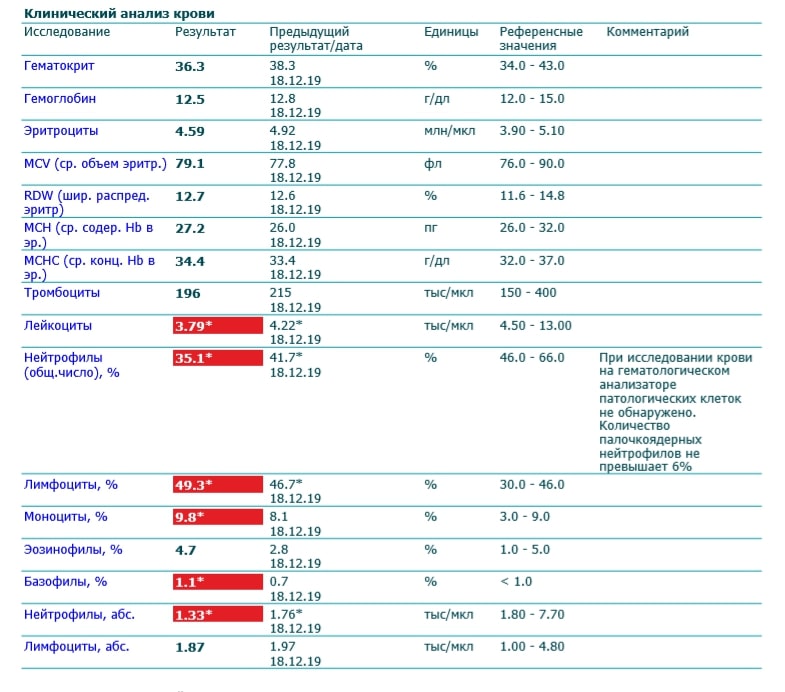 Клинический анализ крови
Исследование Результат Предыдущий Единицы Референсные Комментарий
результат/дата значения
Гематокрит 36.3 38.3 % 34.0 - 43.0
18.12.19
Гемоглобин 12.5 12.8 г/дл 12.0 - 15.0
18.12.19
Эритроциты 4.59 4.92 млн/мкл 3.90 - 5.10
18.12.19
MCV (ср. объем эритр.) 79.1 77.8 фл 76.0 - 90.0
18.12.19
RDW (шир. распред. 12.7 12.6 % 11.6 - 14.8
эритр) 18.12.19
MCH (ср. содер. Hb в 27.2 26.0 пг 26.0 - 32.0
эр.) 18.12.19
MCHC (ср. конц. Hb в 34.4 33.4 г/дл 32.0 - 37.0
эр.) 18.12.19
Тромбоциты 196 215 тыс/мкл 150 - 400
18.12.19
Лейкоциты 3.79* 4.22* тыс/мкл 4.50 - 13.00
18.12.19
Нейтрофилы 35.1* 41.7* % 46.0 - 66.0 При исследовании крови
(общ.число), % 18.12.19 на гематологическом
анализаторе
патологических клеток
не обнаружено.
Количество
палочкоядерных
нейтрофилов не
превышает 6%
Лимфоциты, % 49.3* 46.7* % 30.0 - 46.0
18.12.19
Моноциты, % 9.8* 8.1 % 3.0 - 9.0
18.12.19
Эозинофилы, % 4.7 2.8 % 1.0 - 5.0
18.12.19
Базофилы, % 1.1* 0.7 % < 1.0
18.12.19
Нейтрофилы, абс. 1.33* 1.76* тыс/мкл 1.80 - 7.70
18.12.19
Лимфоциты, абс. 1.87 1.97 тыс/мкл 1.00 - 4.80
18.12.19